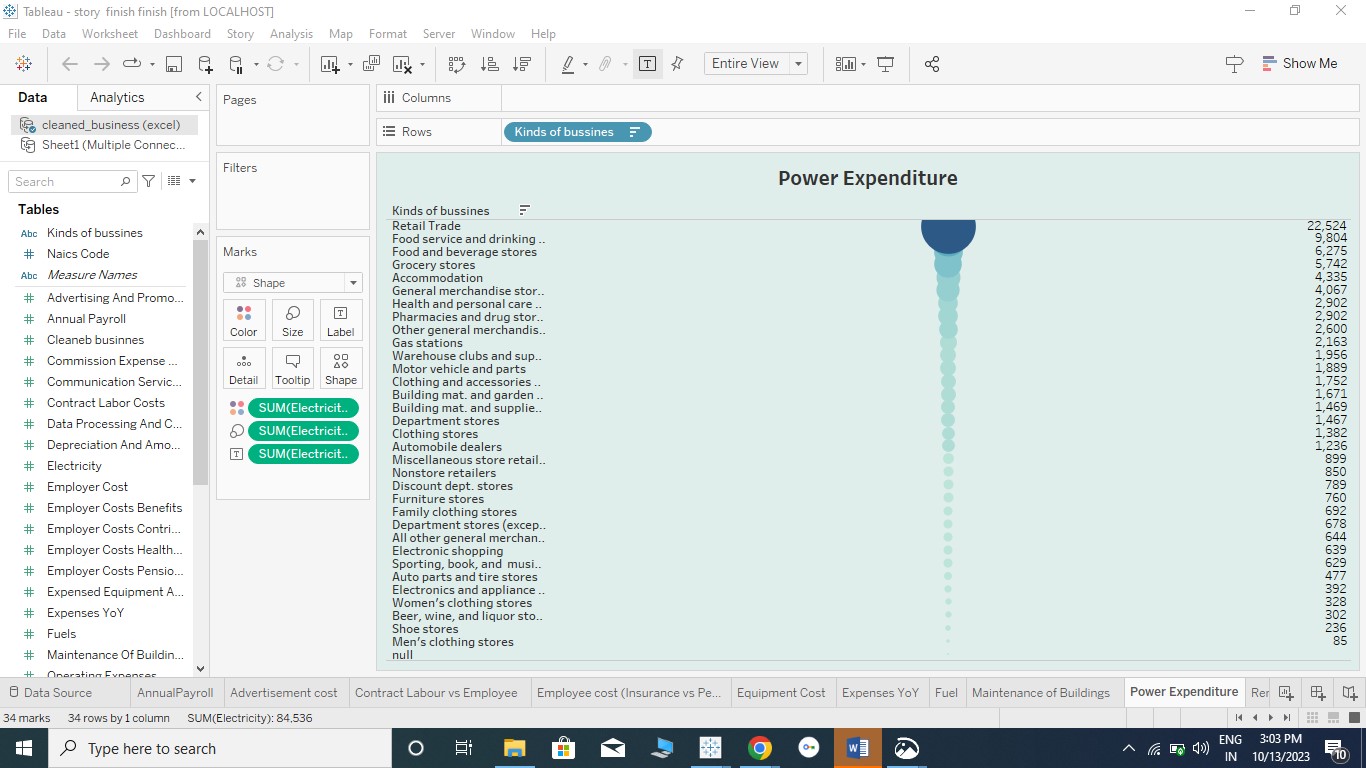 Tableau - story finish finish [from LOCALHOST]
File Data Worksheet Dashboard Story Analysis Map Format Server Window Help
Entire View
Show Me
Data Analytics
cleaned_business (excel)
Sheet1 (Multiple Connec...
Search
Tables
Abc Kinds of bussines
# Naics Code
Abc Measure Names
# Advertising And Promo...
# Annual Payroll
# Cleaneb businnes
# Commission Expense ...
# Communication Servic...
# Contract Labor Costs
# Data Processing And C...
# Depreciation And Amo...
# Electricity
# Employer Cost
# Employer Costs Benefits
# Employer Costs Contri...
# Employer Costs Health...
# Employer Costs Pensio...
# Expensed Equipment A...
# Expenses YoY
# Fuels
# Maintenance Of Buildin...
# Operating Expenses
Pages
Filters
Marks
Shape
Color Size Label
Detail Tooltip Shape
SUM(Electricit..
SUM(Electricit..
SUM(Electricit..
Columns
Rows Kinds of bussines
Power Expenditure
Kinds of bussines
Retail Trade 22,524
Food service and drinking .. 9,804
Food and beverage stores 6,275
Grocery stores 5,742
Accommodation 4,335
General merchandise stor.. 4,067
Health and personal care .. 2,902
Pharmacies and drug stor.. 2,902
Other general merchandis.. 2,600
Gas stations 2,163
Warehouse clubs and sup.. 1,956
Motor vehicle and parts 1,889
Clothing and accessories .. 1,752
Building mat. and garden .. 1,671
Building mat. and supplie.. 1,469
Department stores 1,467
Clothing stores 1,382
Automobile dealers 1,236
Miscellaneous store retail.. 899
Nonstore retailers 850
Discount dept. stores 789
Furniture stores 760
Family clothing stores 692
Department stores (excep.. 678
All other general merchan.. 644
Electronic shopping 639
Sporting, book, and musi.. 629
Auto parts and tire stores 477
Electronics and appliance .. 392
Women's clothing stores 328
Beer, wine, and liquor sto.. 302
Shoe stores 236
Men's clothing stores 85
null
Data Source AnnualPayroll Advertisement cost Contract Labour vs Employee Employee cost (Insurance vs Pe... Equipment Cost Expenses YoY Fuel Maintenance of Buildings Power Expenditure Rer
34 marks 34 rows by 1 column SUM(Electricity): 84,536
Type here to search
ENG
IN
3:03 PM
10/13/2023
10